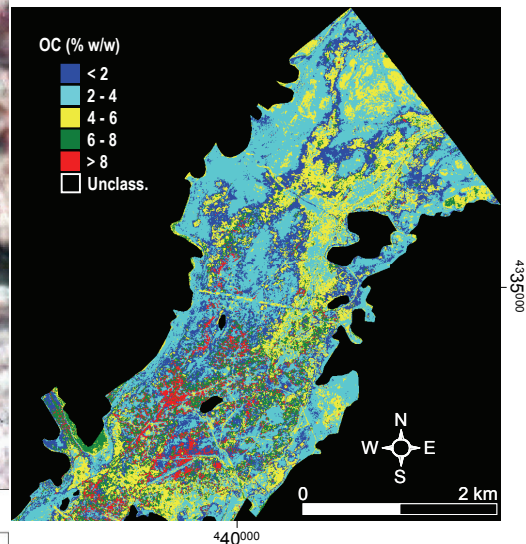 OC (% w/w)
< 2
2 - 4
4 - 6
6 - 8
> 8
Unclass.
4335000
N
W E
S
0 2 km
440000